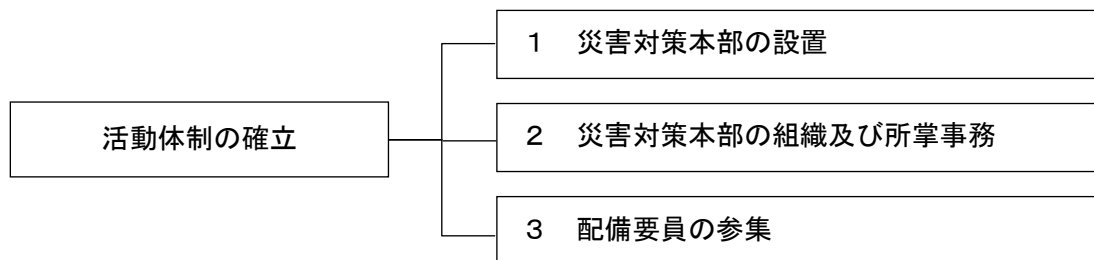 活動体制の確立
１　災害対策本部の設置
２　災害対策本部の組織及び所掌事務
３　配備要員の参集